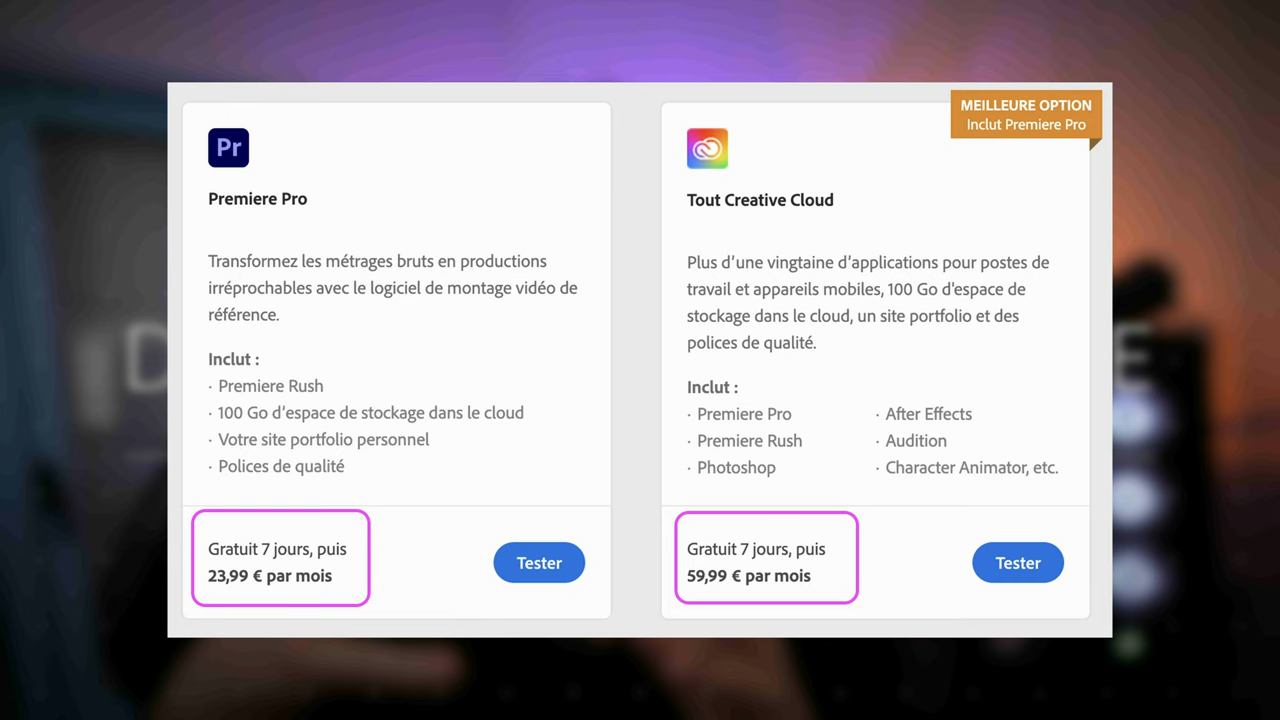 Pr
Premiere Pro
Transformez les métrages bruts en productions
irréprochables avec le logiciel de montage vidéo de
référence.
Inclut :
· Premiere Rush
· 100 Go d'espace de stockage dans le cloud
· Votre site portfolio personnel
· Polices de qualité
Gratuit 7 jours, puis
23,99 € par mois
Tester
MEILLEURE OPTION
Inclut Premiere Pro
Tout Creative Cloud
Plus d'une vingtaine d'applications pour postes de
travail et appareils mobiles, 100 Go d'espace de
stockage dans le cloud, un site portfolio et des
polices de qualité.
Inclut :
· Premiere Pro
· Premiere Rush
· Photoshop
· After Effects
· Audition
· Character Animator, etc.
Gratuit 7 jours, puis
59,99 € par mois
Tester